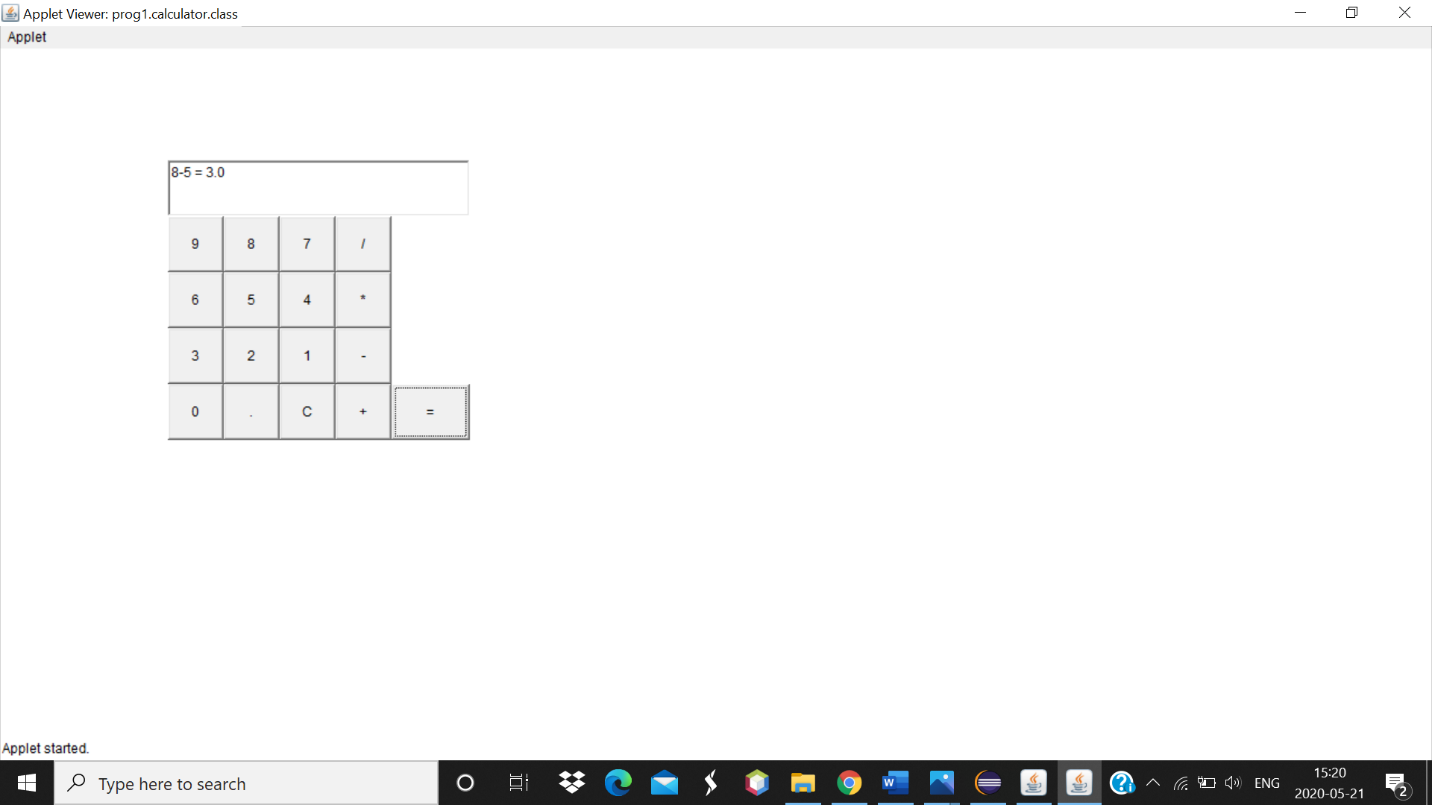 Applet Viewer: prog1.calculator.class
Applet
8-5 = 3.0
9 8 7 /
6 5 4 *
3 2 1 -
0 . C + =
Applet started.
Type here to search
W
ENG
15:20
2020-05-21
2